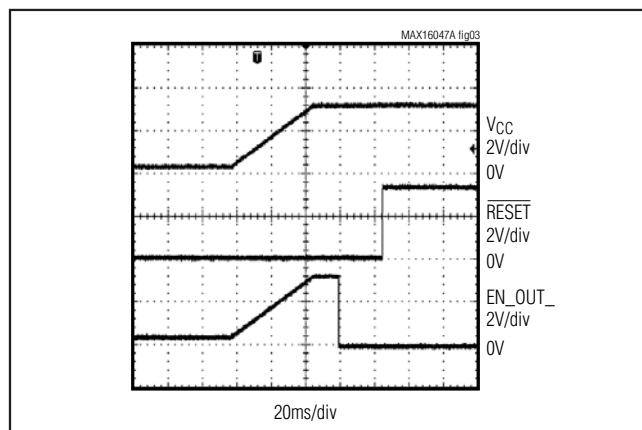 MAX16047A fig03
T
VCC
2V/div
0V
RESET
2V/div
0V
EN_OUT_
2V/div
0V
20ms/div